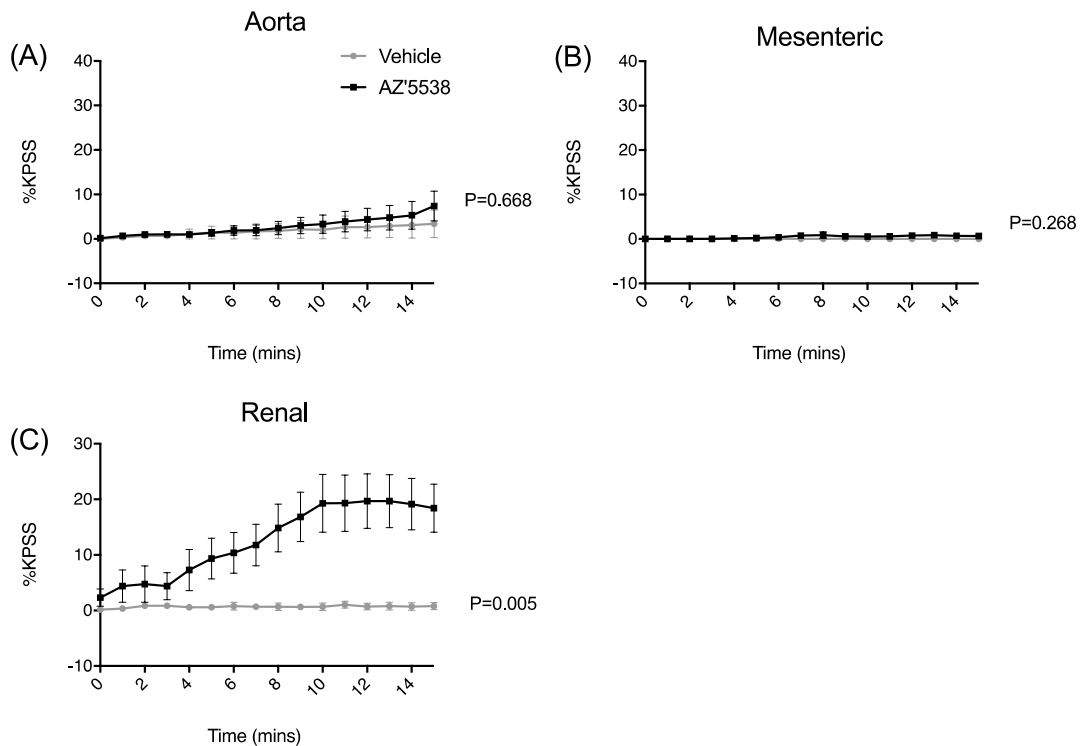 Aorta
(A)
Vehicle
AZ'5538
40
30
20
10
0
-10
%KPSS
P=0.668
0 2 4 6 8 10 12 14
Time (mins)
Mesenteric
(B)
40
30
20
10
0
-10
%KPSS
P=0.268
0 2 4 6 8 10 12 14
Time (mins)
Renal
(C)
30
20
10
0
-10
%KPSS
P=0.005
0 2 4 6 8 10 12 14
Time (mins)